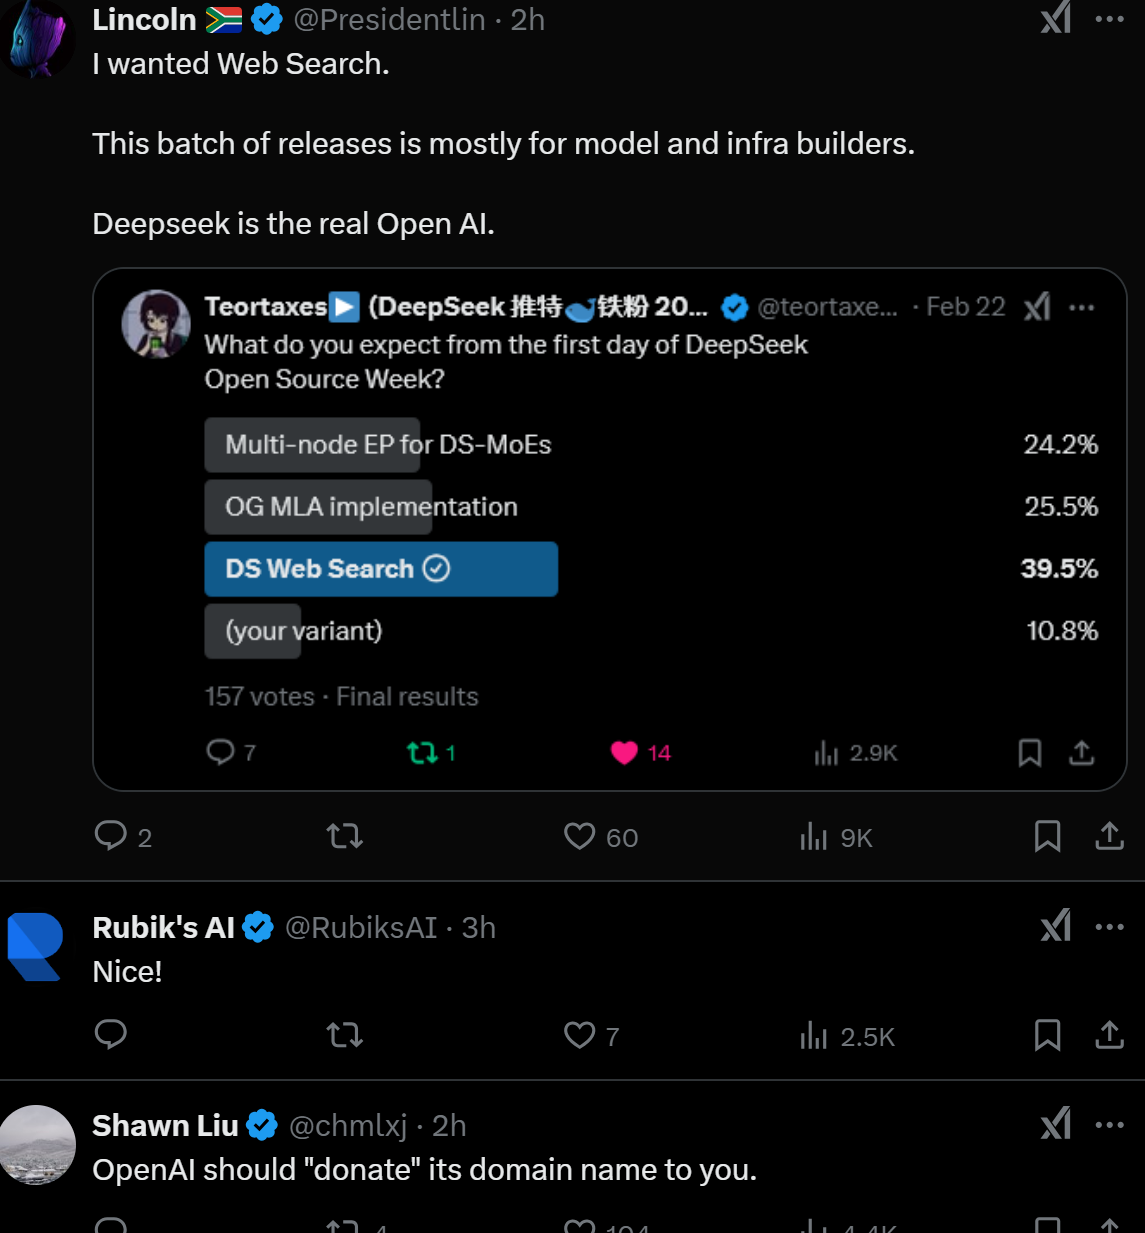 Lincoln 🇿🇦 @Presidentlin · 2h
I wanted Web Search.
This batch of releases is mostly for model and infra builders.
Deepseek is the real Open AI.
Teortaxes▶️ (DeepSeek 推特🐋铁粉 20... @teortaxe... · Feb 22
What do you expect from the first day of DeepSeek
Open Source Week?
Multi-node EP for DS-MoEs 24.2%
OG MLA implementation 25.5%
DS Web Search 39.5%
(your variant) 10.8%
157 votes · Final results
7 1 14 2.9K
2 60 9K
Rubik's AI @RubiksAI · 3h
Nice!
7 2.5K
Shawn Liu @chmlxj · 2h
OpenAI should "donate" its domain name to you.